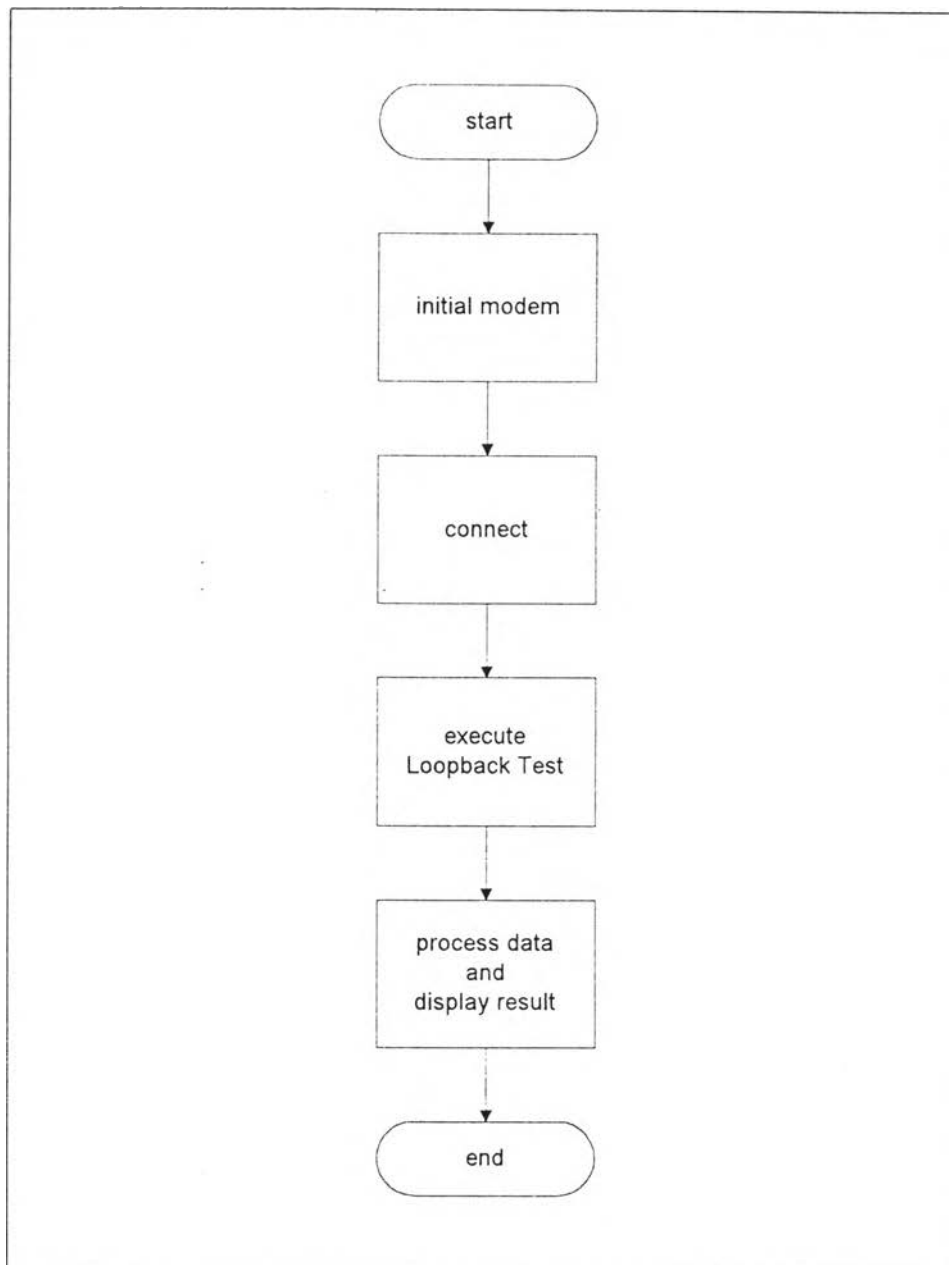 start
initial modem
connect
execute
Loopback Test
process data
and
display result
end